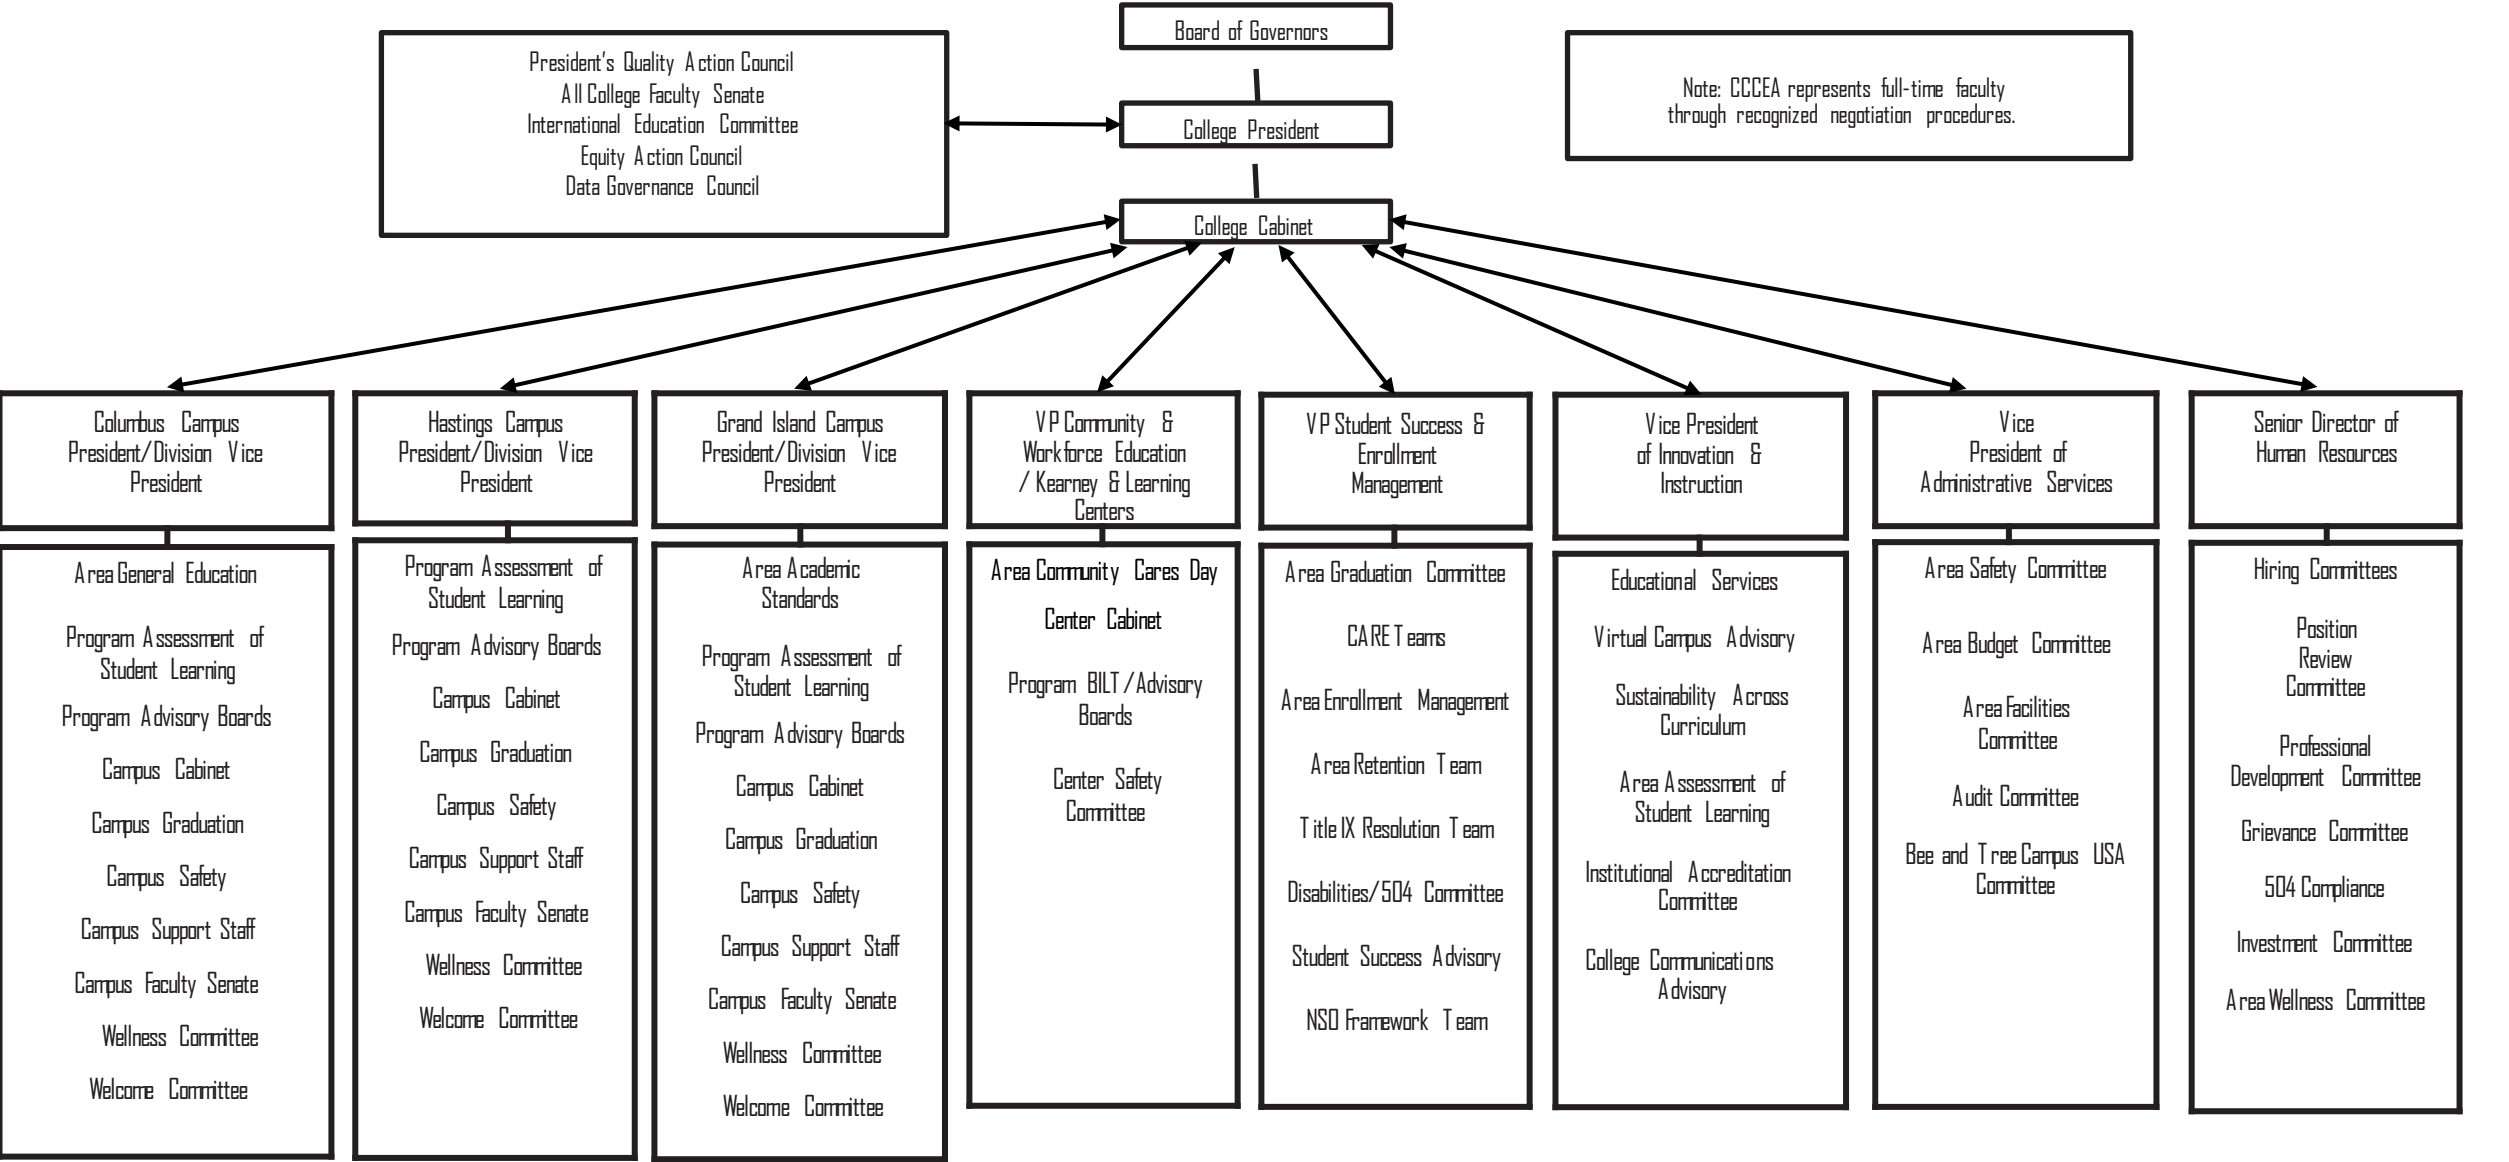 Board of Governors
President's Quality Action Council
All College Faculty Senate
International Education Committee
Equity Action Council
Data Governance Council
College President
Note: CCCEA represents full-time faculty
through recognized negotiation procedures.
College Cabinet
Columbus Campus
President/Division Vice
President
Area General Education
Program Assessment of
Student Learning
Program Advisory Boards
Campus Cabinet
Campus Graduation
Campus Safety
Campus Support Staff
Campus Faculty Senate
Wellness Committee
Welcome Committee
Hastings Campus
President/Division Vice
President
Program Assessment of
Student Learning
Program Advisory Boards
Campus Cabinet
Campus Graduation
Campus Safety
Campus Support Staff
Campus Faculty Senate
Wellness Committee
Welcome Committee
Grand Island Campus
President/Division Vice
President
Area Academic
Standards
Program Assessment of
Student Learning
Program Advisory Boards
Campus Cabinet
Campus Graduation
Campus Safety
Campus Support Staff
Campus Faculty Senate
Wellness Committee
Welcome Committee
VP Community &
Workforce Education
/ Kearney & Learning
Centers
Area Community Cares Day
Center Cabinet
Program BILT/Advisory
Boards
Center Safety
Committee
VP Student Success &
Enrollment
Management
Area Graduation Committee
CARE Teams
Area Enrollment Management
Area Retention Team
Title IX Resolution Team
Disabilities/504 Committee
Student Success Advisory
NSO Framework Team
Vice President
of Innovation &
Instruction
Educational Services
Virtual Campus Advisory
Sustainability Across
Curriculum
Area Assessment of
Student Learning
Institutional Accreditation
Committee
College Communications
Advisory
Vice
President of
Administrative Services
Area Safety Committee
Area Budget Committee
Area Facilities
Committee
Audit Committee
Bee and Tree Campus USA
Committee
Senior Director of
Human Resources
Hiring Committees
Position
Review
Committee
Professional
Development Committee
Grievance Committee
504 Compliance
Investment Committee
Area Wellness Committee